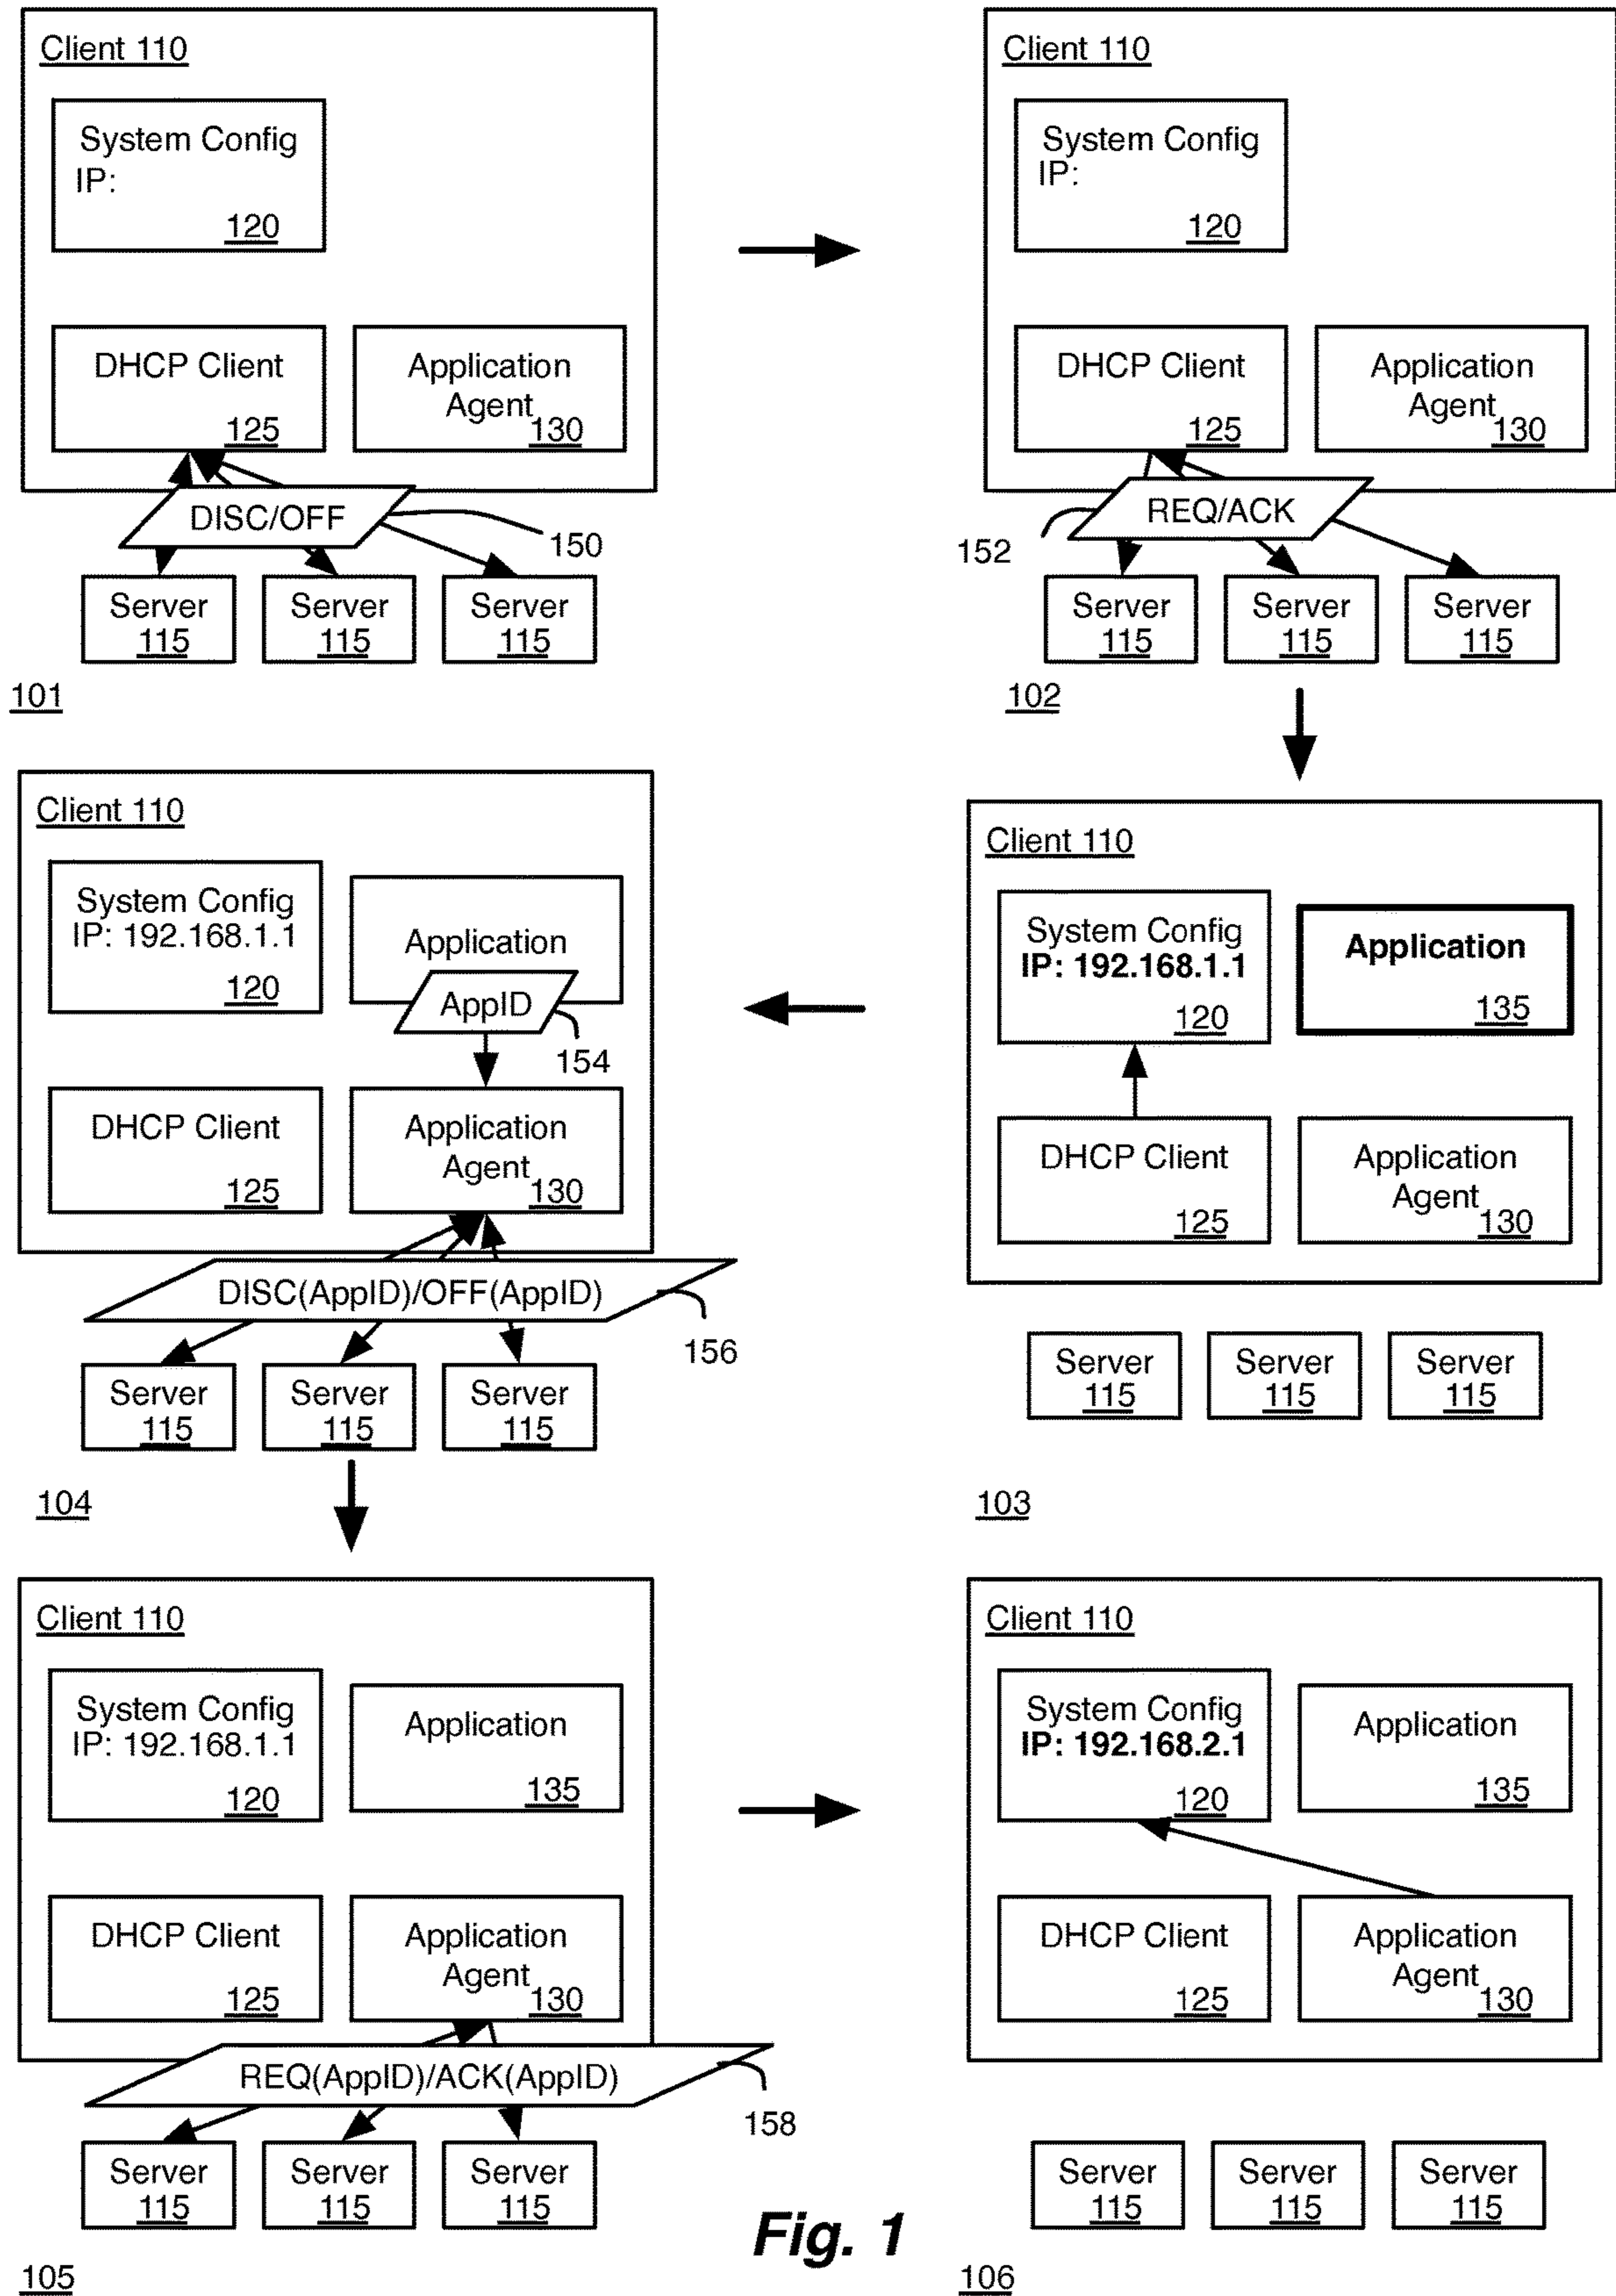 Client 110
System Config
IP:
120
DHCP Client
125
Application
Agent
130
DISC/OFF
150
Server
115
Server
115
Server
115
101
Client 110
System Config
IP:
120
DHCP Client
125
Application
Agent
130
REQ/ACK
152
Server
115
Server
115
Server
115
102
Client 110
System Config
IP: 192.168.1.1
120
Application
135
DHCP Client
125
Application
Agent
130
Server
115
Server
115
Server
115
103
Client 110
System Config
IP: 192.168.1.1
120
Application
AppID
154
DHCP Client
125
Application
Agent
130
DISC(AppID)/OFF(AppID)
156
Server
115
Server
115
Server
115
104
Client 110
System Config
IP: 192.168.1.1
120
Application
135
DHCP Client
125
Application
Agent
130
REQ(AppID)/ACK(AppID)
158
Server
115
Server
115
Server
115
105
Client 110
System Config
IP: 192.168.2.1
120
Application
135
DHCP Client
125
Application
Agent
130
Server
115
Server
115
Server
115
106
Fig. 1